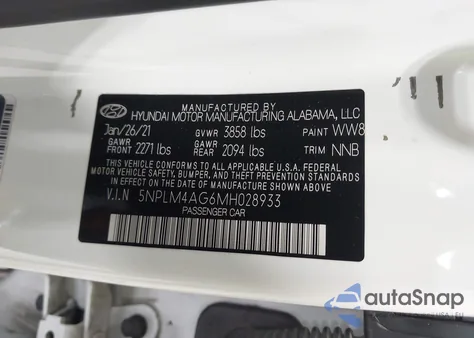 MANUFACTURED BY
HYUNDAI MOTOR MANUFACTURING ALABAMA, LLC
Jan/26/21 GVWR 3858 lbs PAINT WW8
GAWR FRONT 2271 lbs GAWR REAR 2094 lbs TRIM NNB
THIS VEHICLE CONFORMS TO ALL APPLICABLE FEDERAL
MOTOR VEHICLE SAFETY, BUMPER, AND THEFT PREVENTION STANDARDS
IN EFFECT ON THE DATE OF MANUFACTURE SHOWN ABOVE.
V.I.N 5NPLM4AG6MH028933
PASSENGER CAR
autoSnap